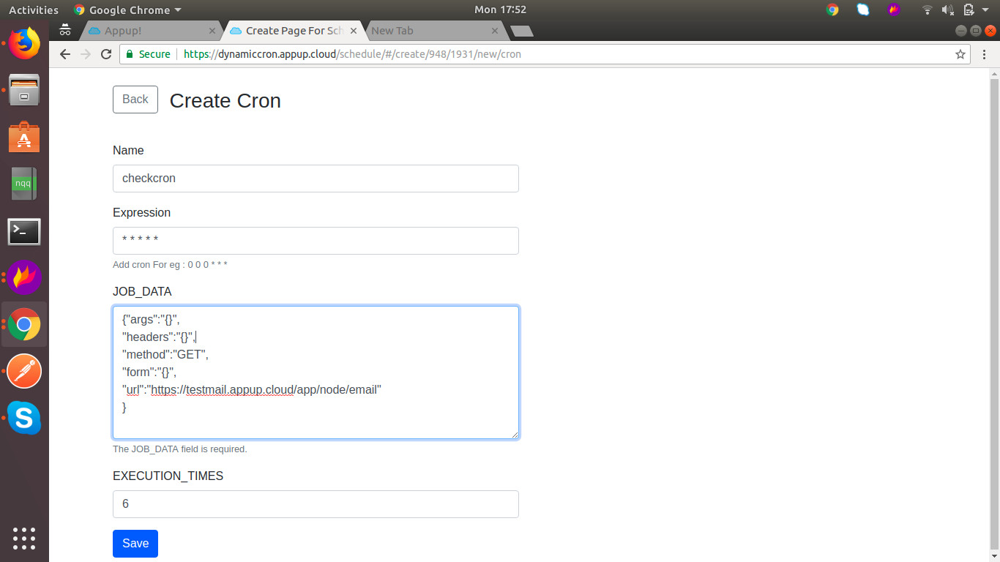 Activities Google Chrome Mon 17:52
Appup! Create Page For Sch New Tab
Secure https://dynamiccron.appup.cloud/schedule/#/create/948/1931/new/cron
Back Create Cron
Name
checkcron
Expression
* * * * *
Add cron For eg : 0 0 0 * * *
JOB_DATA
{"args":"{}",
"headers":"{}",
"method":"GET",
"form":"{}",
"url":"https://testmail.appup.cloud/app/node/email"
}
The JOB_DATA field is required.
EXECUTION_TIMES
6
Save
nqq